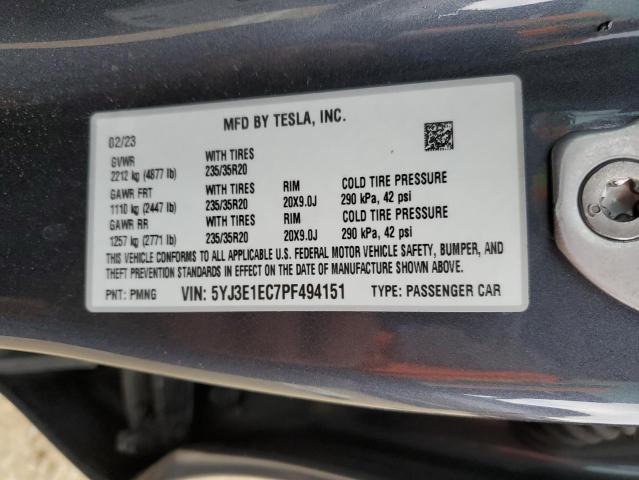 MFD BY TESLA, INC.
02/23
GVWR WITH TIRES
2212 kg (4877 lb) 235/35R20
GAWR FRT WITH TIRES RIM COLD TIRE PRESSURE
1110 kg (2447 lb) 235/35R20 20X9.0J 290 kPa, 42 psi
GAWR RR WITH TIRES RIM COLD TIRE PRESSURE
1257 kg (2771 lb) 235/35R20 20X9.0J 290 kPa, 42 psi
THIS VEHICLE CONFORMS TO ALL APPLICABLE U.S. FEDERAL MOTOR VEHICLE SAFETY, BUMPER, AND
THEFT PREVENTION STANDARDS IN EFFECT ON THE DATE OF MANUFACTURE SHOWN ABOVE.
PNT: PMNG VIN: 5YJ3E1EC7PF494151 TYPE: PASSENGER CAR